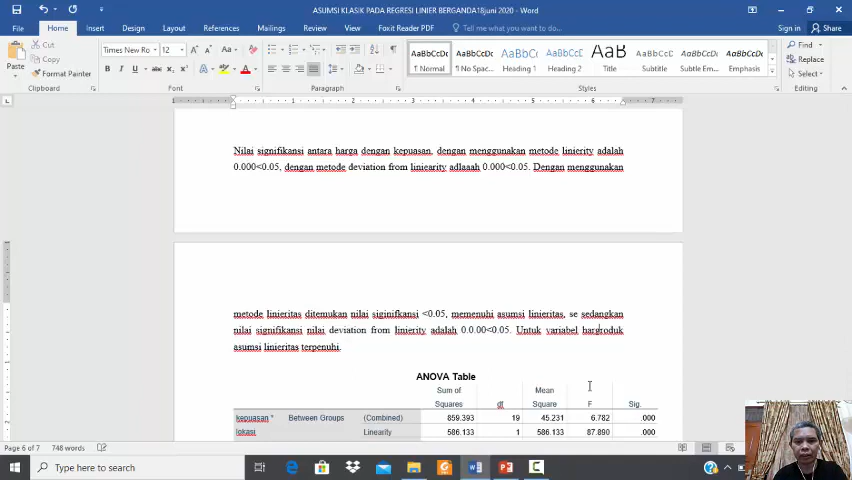 ASUMSI KLASIK PADA REGRESI LINIER BERGANDA18juni 2020 - Word
File Home Insert Design Layout References Mailings Review View Foxit Reader PDF Tell me what you want to do... Sign in Share
Paste Cut Copy Format Painter
Times New Ro 12
AaBbCcDc AaBbCcDc AaBbCc AaBbCcC AaBb AaBbCcD AaBbCcDc AaBbCcDc
¶ Normal ¶ No Spac... Heading 1 Heading 2 Title Subtitle Subtle Em... Emphasis
Find Replace Select
Clipboard Font Paragraph Styles Editing
Nilai signifikansi antara harga dengan kepuasan, dengan menggunakan metode linierity adalah
0.000<0.05, dengan metode deviation from liniearity adlaaah 0.000<0.05. Dengan menggunakan
metode linieritas ditemukan nilai siginifkansi <0.05, memenuhi asumsi linieritas, se sedangkan
nilai signifikansi nilai deviation from linierity adalah 0.0.00<0.05. Untuk variabel hargroduk
asumsi linieritas terpenuhi.
ANOVA Table
Sum of Squares df Mean Square F Sig.
kepuasan * Between Groups (Combined) 859.393 19 45.231 6.782 .000
lokasi Linearity 586.133 1 586.133 87.890 .000
Page 6 of 7 748 words
Type here to search